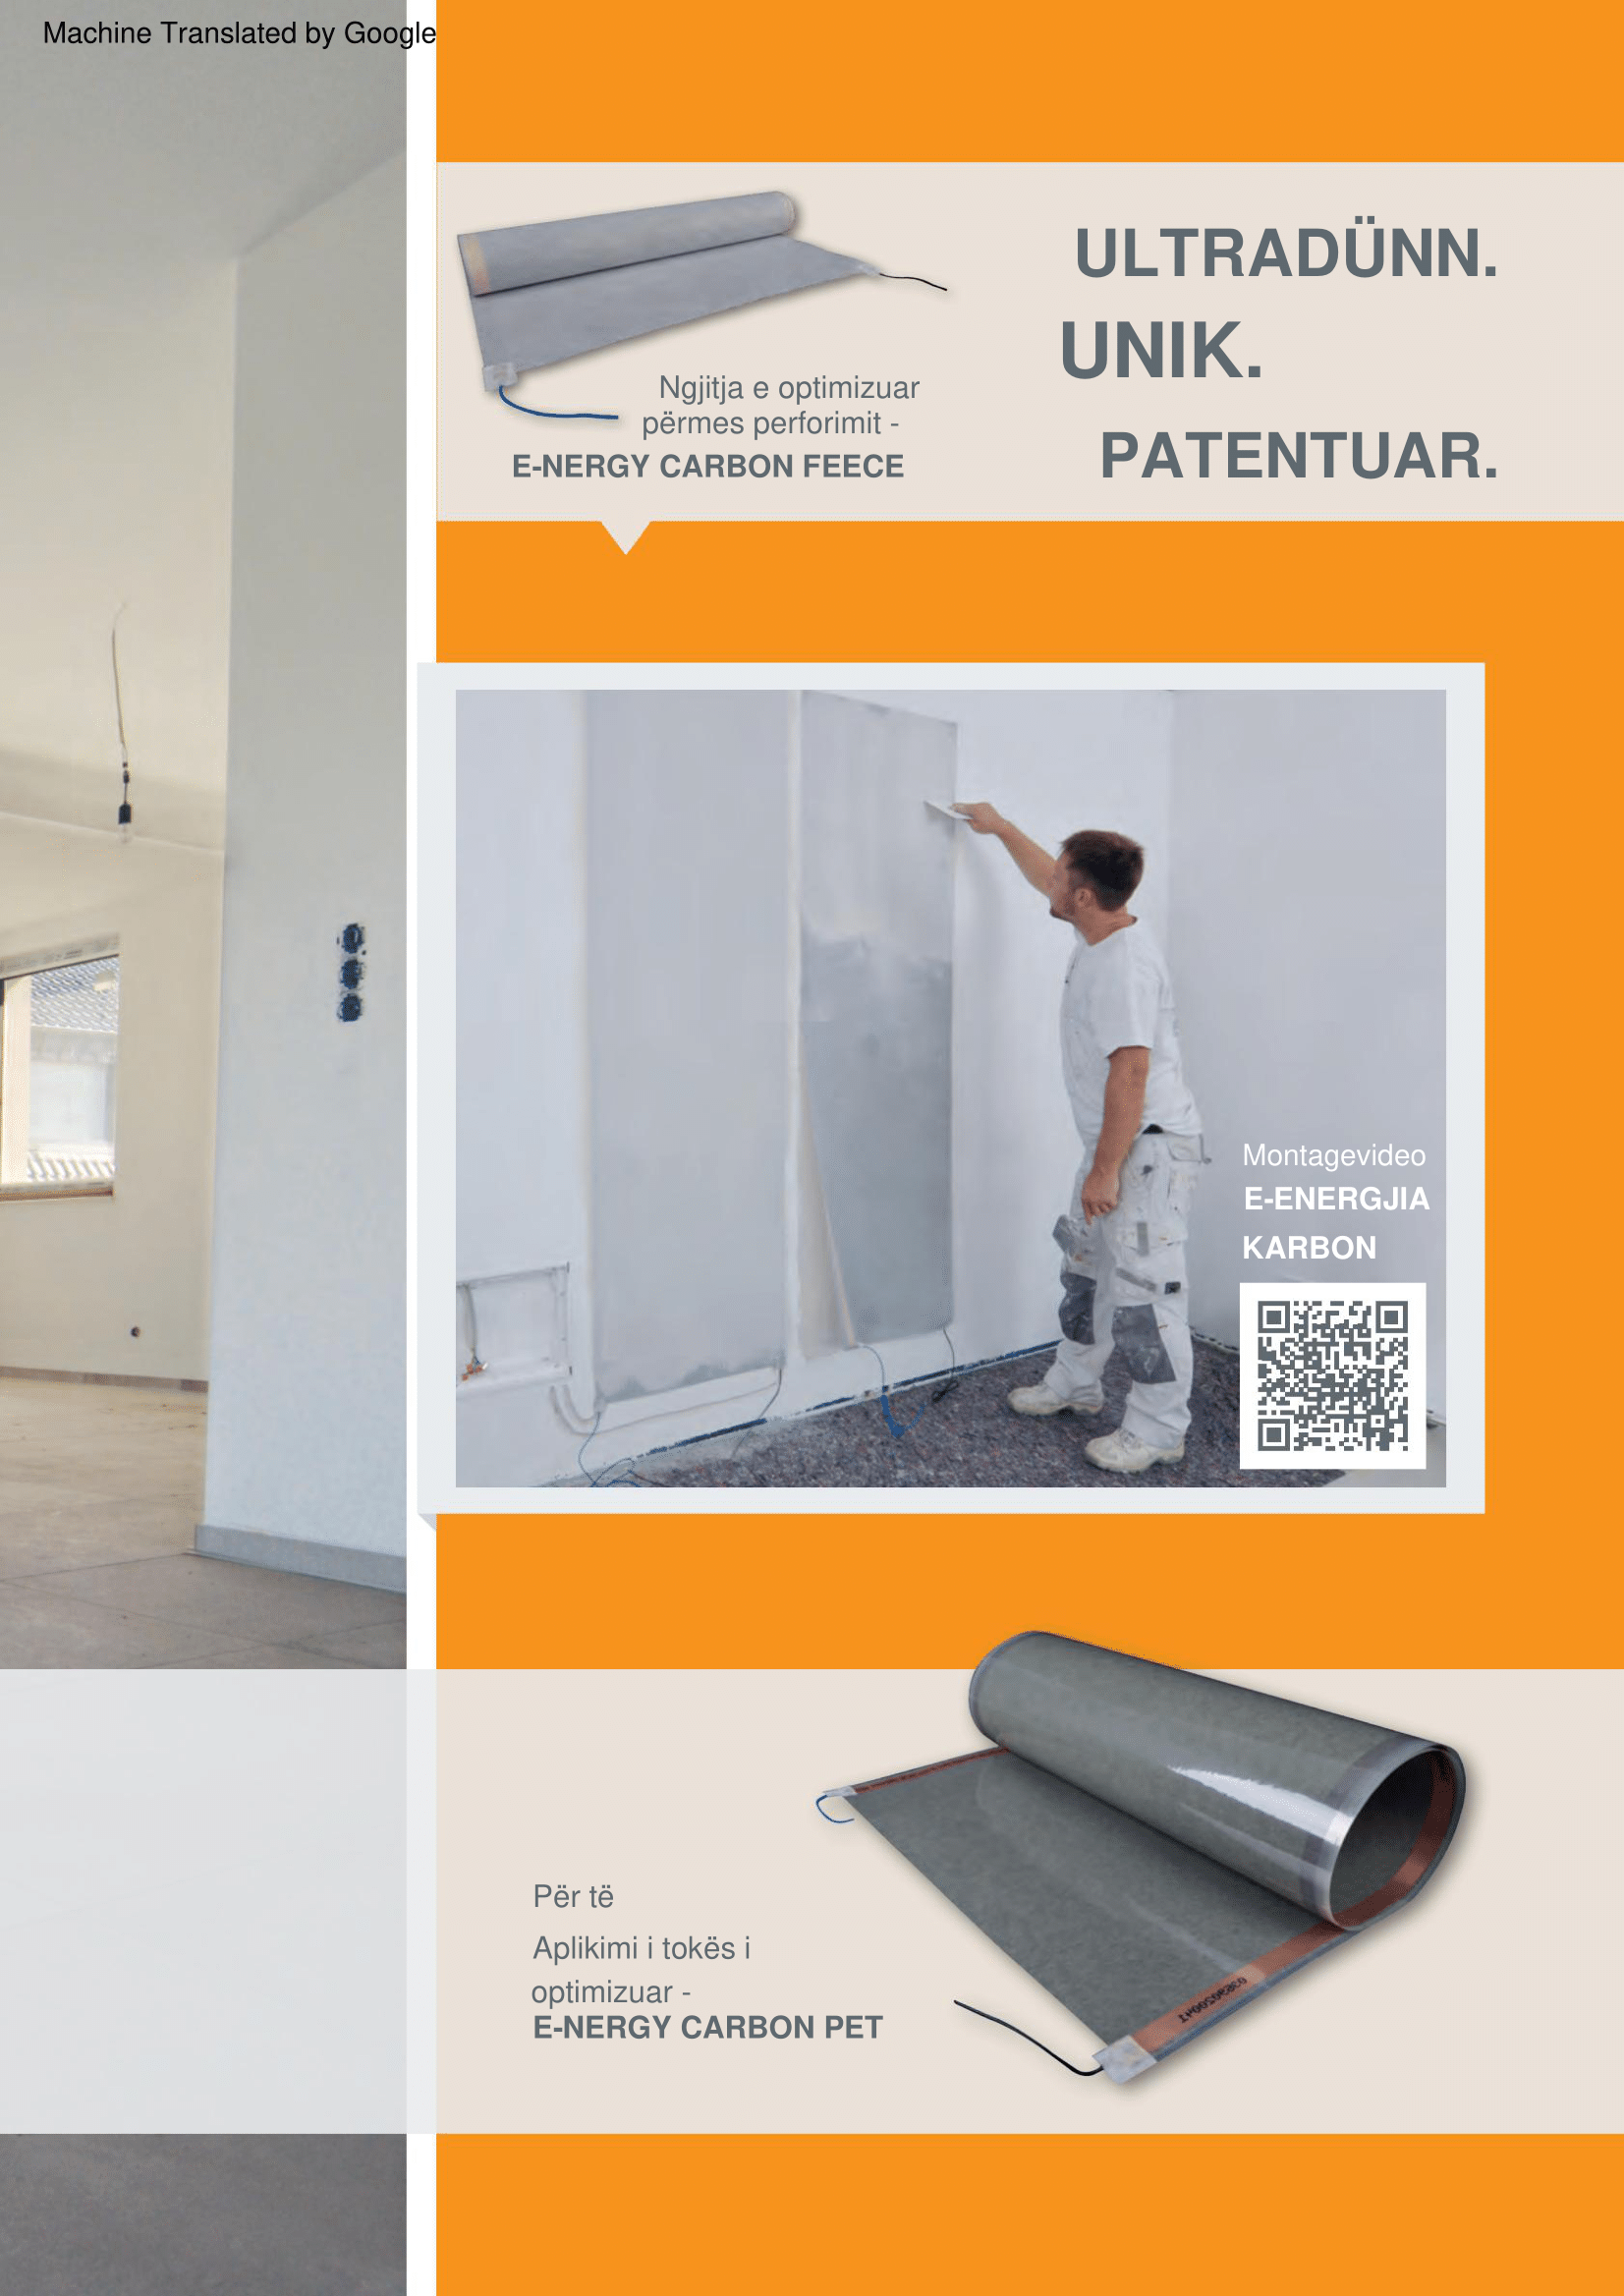 Machine Translated by Google
ULTRADÜNN.
UNIK.
PATENTUAR.
Ngjitja e optimizuar
përmes perforimit -
E-NERGY CARBON FEECE
Montagevideo
E-ENERGJIA
KARBON
Për të
Aplikimi i tokës i
optimizuar -
E-NERGY CARBON PET